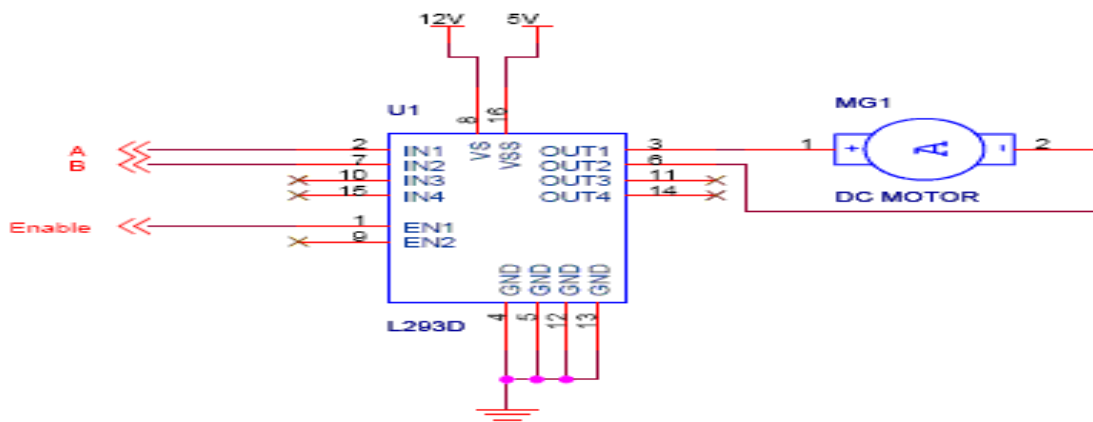 12V 5V
U1 MG1
8 16
A 2 IN1 VS VSS OUT1 3 1 + A - 2
B 7 IN2 OUT2 6
10 IN3 OUT3 11
15 IN4 OUT4 14 DC MOTOR
Enable 1 EN1
9 EN2
GND GND GND GND
L293D 4 5 12 13